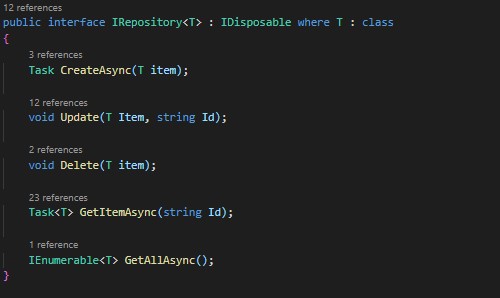 12 references
public interface IRepository<T> : IDisposable where T : class
{
3 references
Task CreateAsync(T item);
12 references
void Update(T Item, string Id);
2 references
void Delete(T item);
23 references
Task<T> GetItemAsync(string Id);
1 reference
IEnumerable<T> GetAllAsync();
}